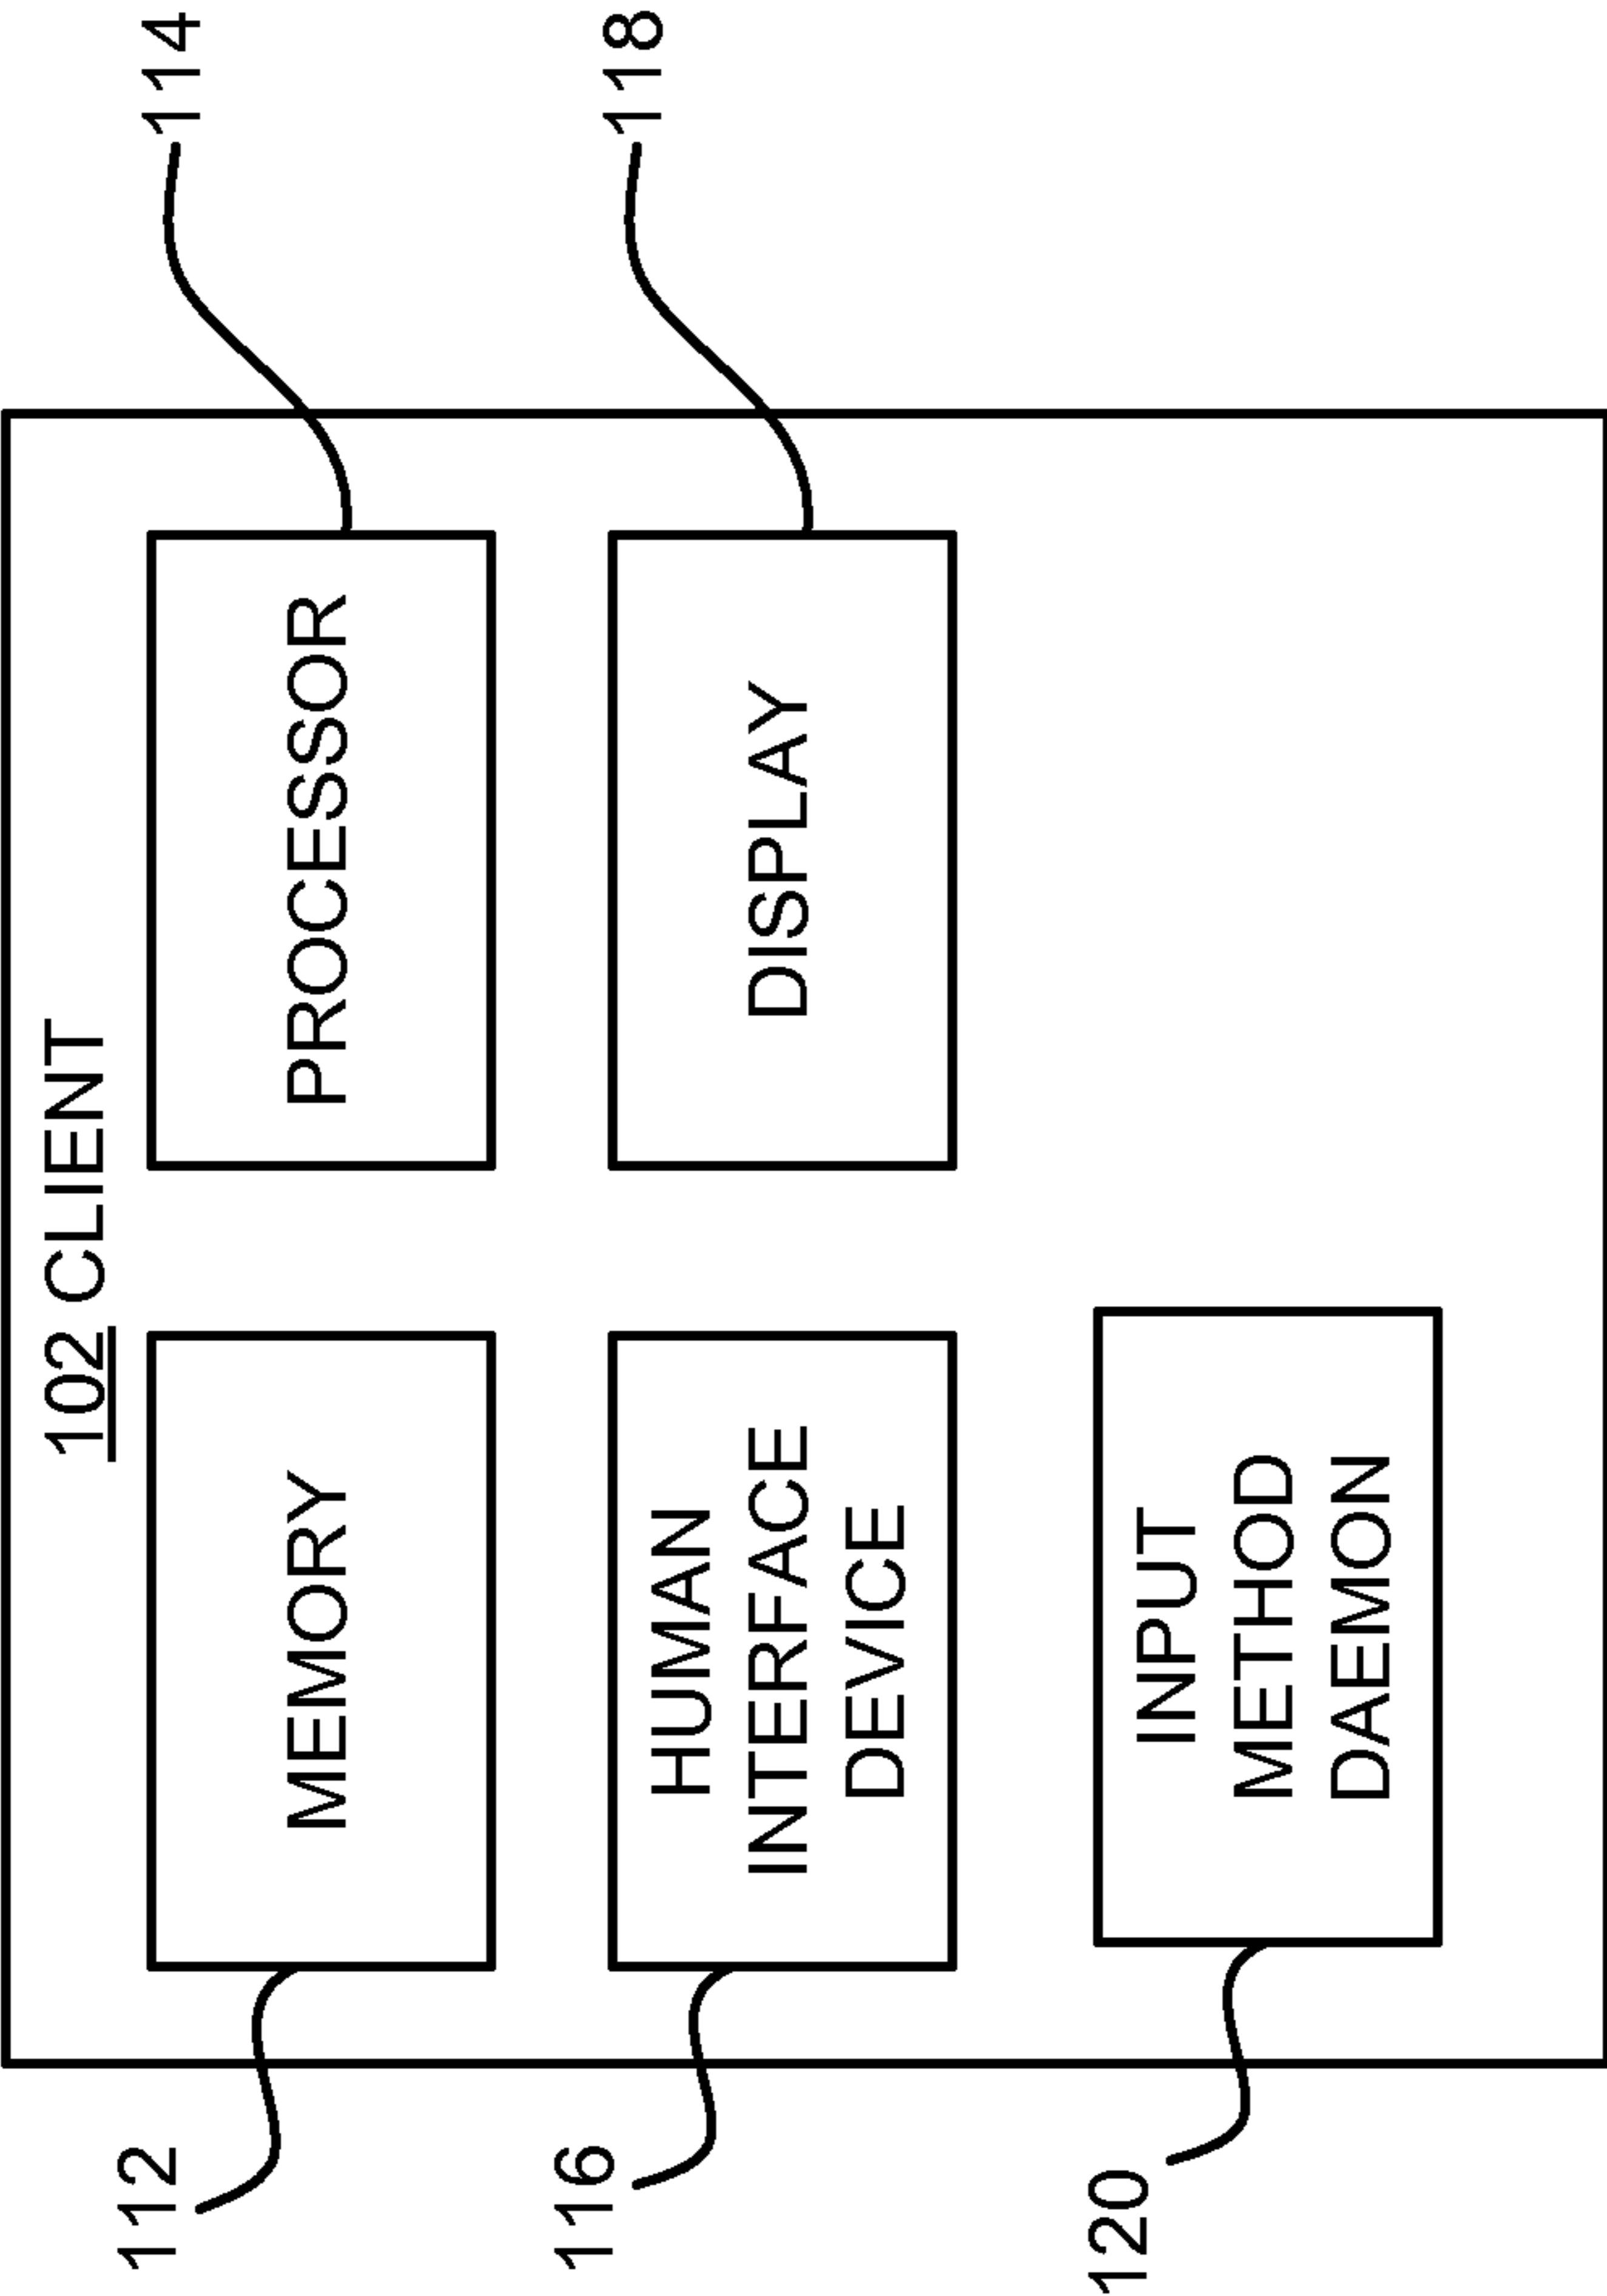 102 CLIENT
112
MEMORY
PROCESSOR
114
116
HUMAN
INTERFACE
DEVICE
DISPLAY
118
120
INPUT
METHOD
DAEMON